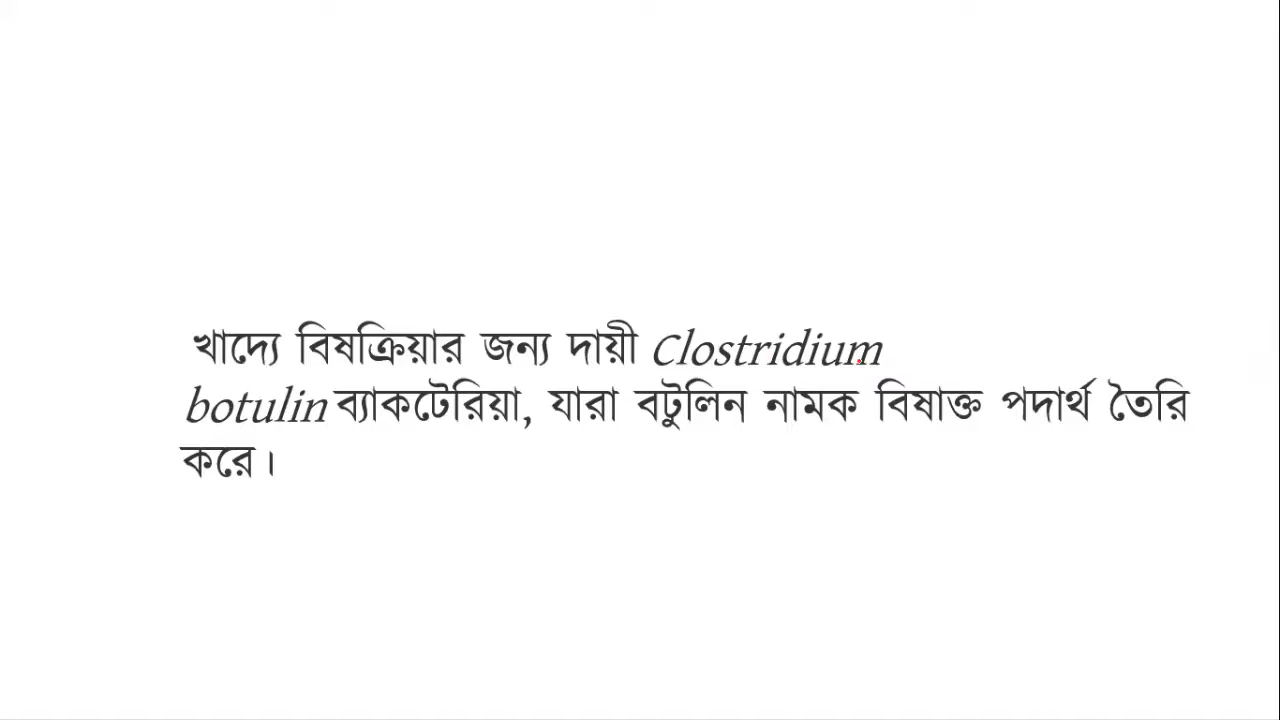 খাদ্যে বিষক্রিয়ার জন্য দায়ী Clostridium
botulin ব্যাকটেরিয়া, যারা বটুলিন নামক বিষাক্ত পদার্থ তৈরি
করে।